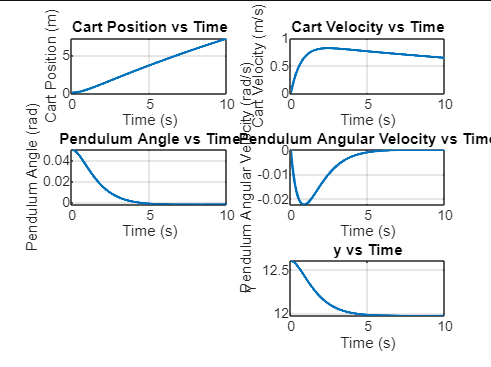 Cart Position vs Time
Cart Position (m)
5
0
0
5
10
Time (s)
Cart Velocity vs Time
Cart Velocity (m/s)
1
0.5
0
0
5
10
Time (s)
Pendulum Angle vs Time
Pendulum Angle (rad)
0.04
0.02
0
0
5
10
Time (s)
Pendulum Angular Velocity vs Time
Pendulum Angular Velocity (rad/s)
0
-0.01
-0.02
0
5
10
Time (s)
y vs Time
y
12.5
12
0
5
10
Time (s)